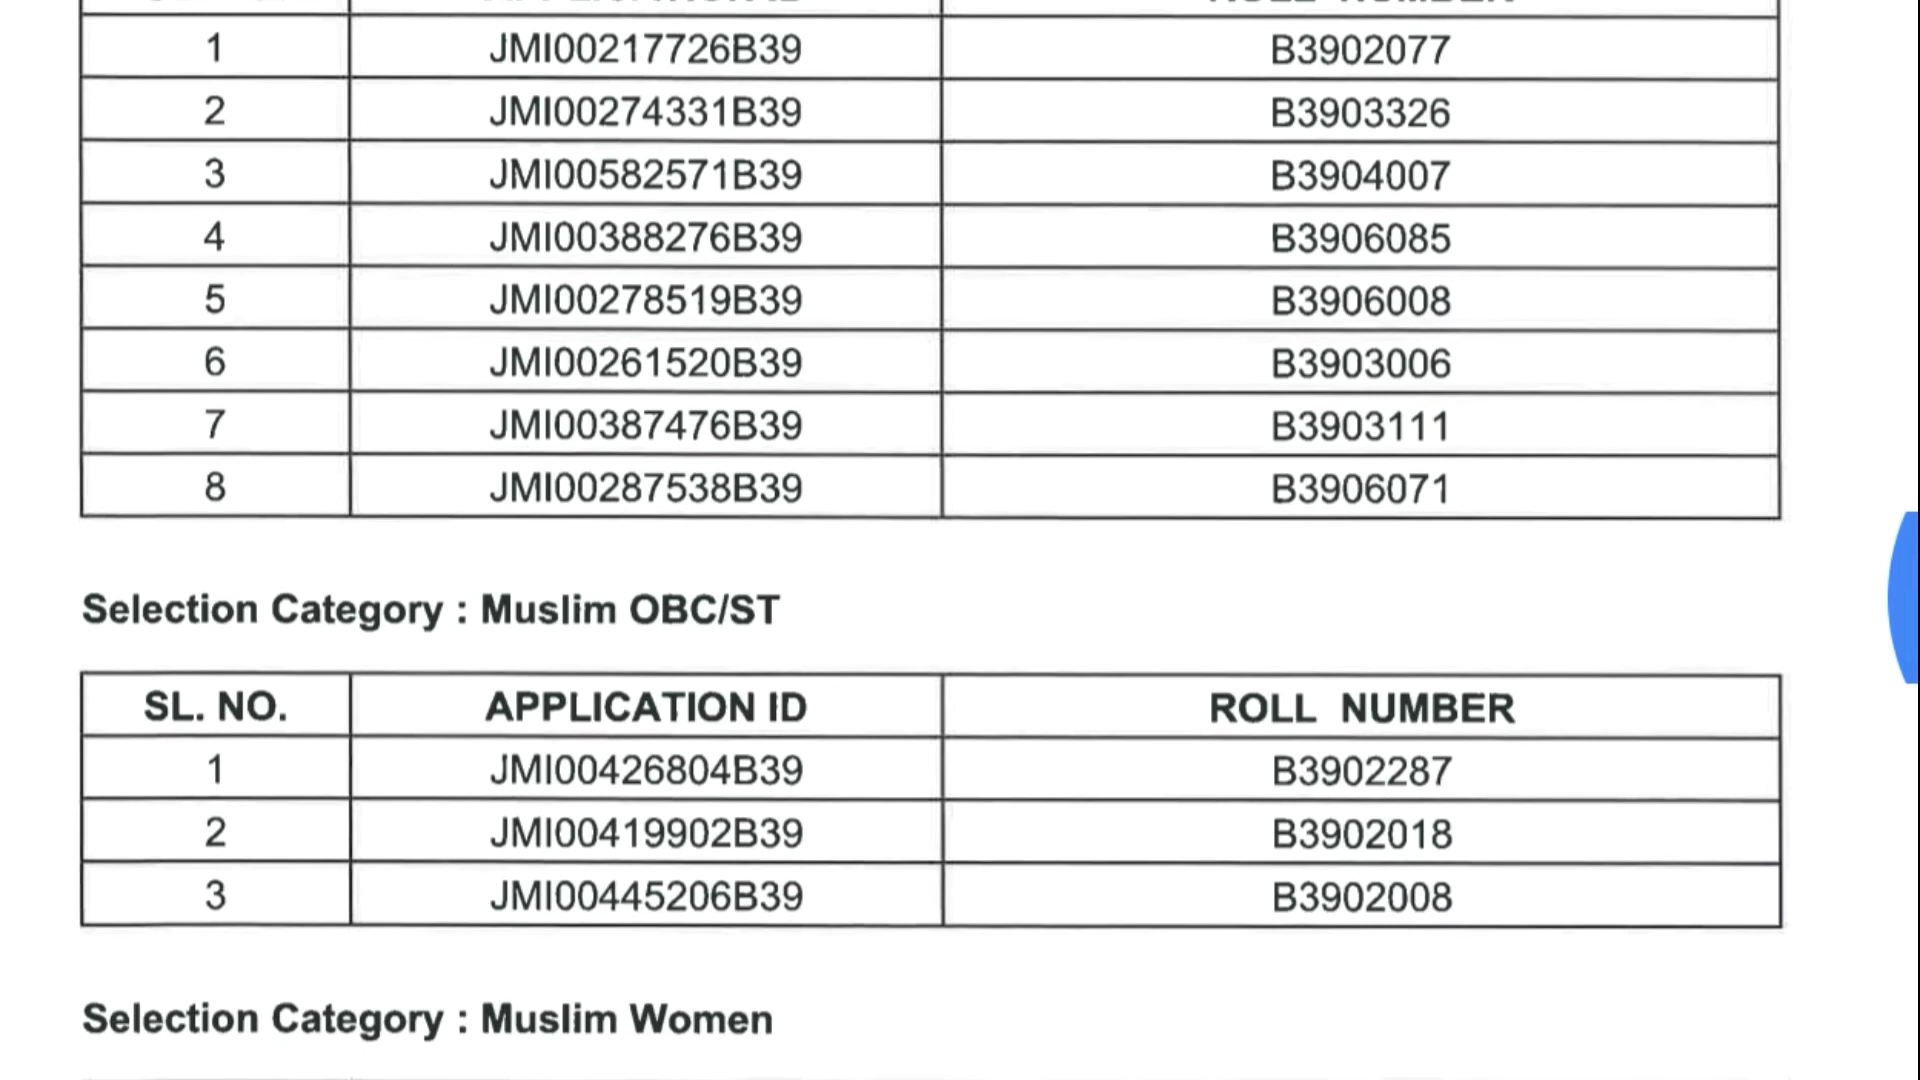 1 JMI00217726B39 B3902077
2 JMI00274331B39 B3903326
3 JMI00582571B39 B3904007
4 JMI00388276B39 B3906085
5 JMI00278519B39 B3906008
6 JMI00261520B39 B3903006
7 JMI00387476B39 B3903111
8 JMI00287538B39 B3906071
Selection Category : Muslim OBC/ST
SL. NO. APPLICATION ID ROLL NUMBER
1 JMI00426804B39 B3902287
2 JMI00419902B39 B3902018
3 JMI00445206B39 B3902008
Selection Category : Muslim Women